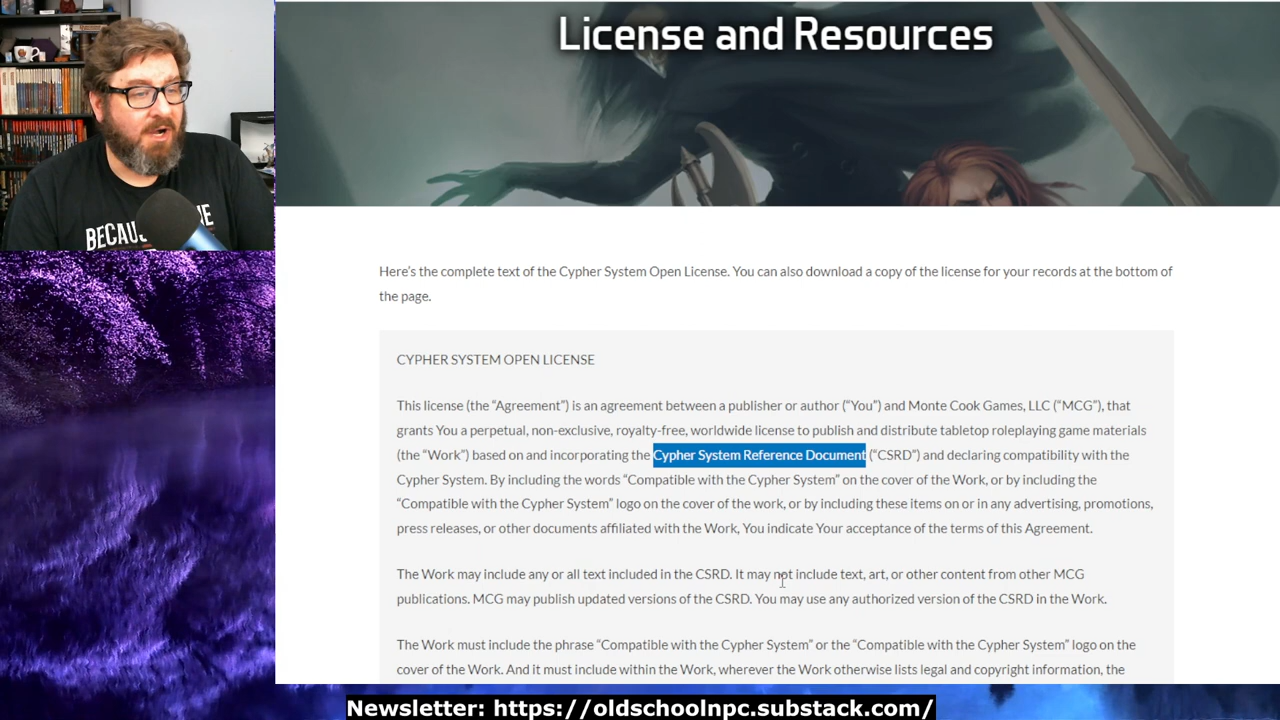 License and Resources
BECAU
NE
Here’s the complete text of the Cypher System Open License. You can also download a copy of the license for your records at the bottom of
the page.
CYPHER SYSTEM OPEN LICENSE
This license (the “Agreement”) is an agreement between a publisher or author (“You”) and Monte Cook Games, LLC (“MCG”), that
grants You a perpetual, non-exclusive, royalty-free, worldwide license to publish and distribute tabletop roleplaying game materials
(the “Work”) based on and incorporating the Cypher System Reference Document (“CSRD”) and declaring compatibility with the
Cypher System. By including the words “Compatible with the Cypher System” on the cover of the Work, or by including the
“Compatible with the Cypher System” logo on the cover of the work, or by including these items on or in any advertising, promotions,
press releases, or other documents affiliated with the Work, You indicate Your acceptance of the terms of this Agreement.
The Work may include any or all text included in the CSRD. It may not include text, art, or other content from other MCG
publications. MCG may publish updated versions of the CSRD. You may use any authorized version of the CSRD in the Work.
The Work must include the phrase “Compatible with the Cypher System” or the “Compatible with the Cypher System” logo on the
cover of the Work. And it must include within the Work, wherever the Work otherwise lists legal and copyright information, the
Newsletter: https://oldschoolnpc.substack.com/